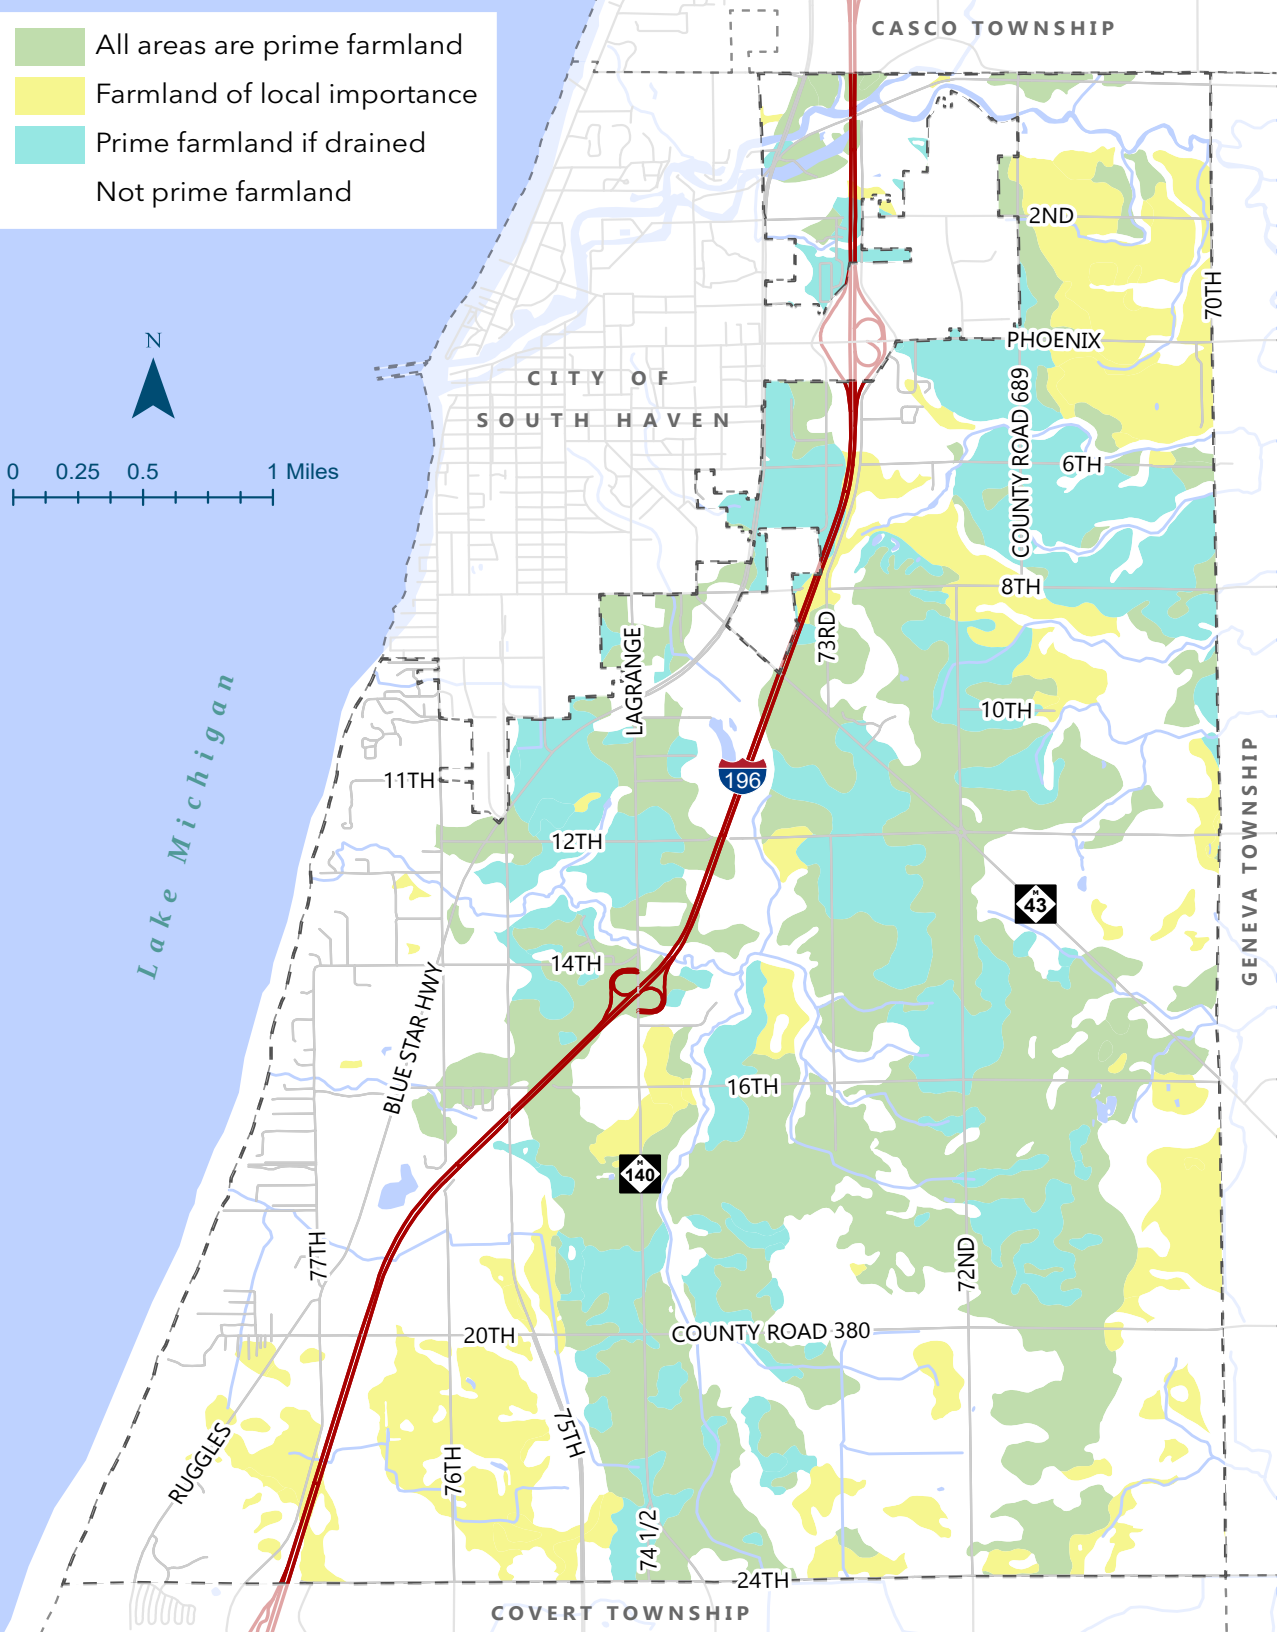 All areas are prime farmland
Farmland of local importance
Prime farmland if drained
Not prime farmland
CASCO TOWNSHIP
2ND
70TH
N
PHOENIX
CITY OF
SOUTH HAVEN
COUNTY ROAD 689
0 0.25 0.5 1 Miles
6TH
8TH
73RD
LAGRANGE
10TH
Lake Michigan
11TH
196
GENEVA TOWNSHIP
12TH
M
43
14TH
BLUE STAR HWY
16TH
M
140
77TH
72ND
20TH
COUNTY ROAD 380
75TH
RUGGLES
76TH
74 1/2
24TH
COVERT TOWNSHIP